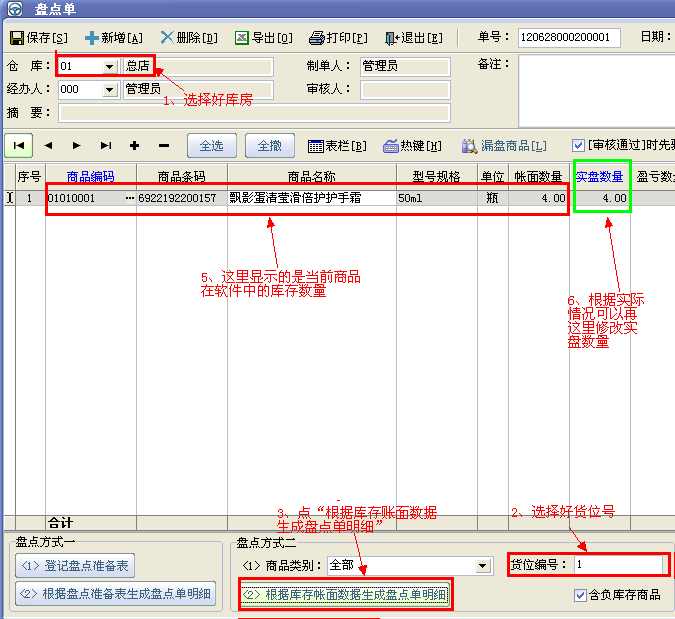 盘点单
保存[S] 新增[A] 删除[D] 导出[O] 打印[P] 退出[E] 单号: 120628000200001 日期:
仓 库: 01 总店 制单人: 管理员 备注:
经办人: 000 管理员 审核人:
1、选择好库房
摘 要:
全选 全撤 表栏[B] 热键[H] 漏盘商品[L] [审核通过]时先
序号 商品编码 商品条码 商品名称 型号规格 单位 帐面数量 实盘数量 盈亏数
1 01010001 ... 6922192200157 飘影蛋清莹滑倍护护手霜 50ml 瓶 4.00 4.00
5、这里显示的是当前商品
在软件中的库存数量
6、根据实际
情况可以再
这里修改实
盘数量
3、点“根据库存账面数据
生成盘点单明细”
2、选择好货位号
合计
盘点方式一
<1> 登记盘点准备表
<2> 根据盘点准备表生成盘点单明细
盘点方式二
<1> 商品类别: 全部
货位编号: 1
<2> 根据库存帐面数据生成盘点单明细
含负库存商品